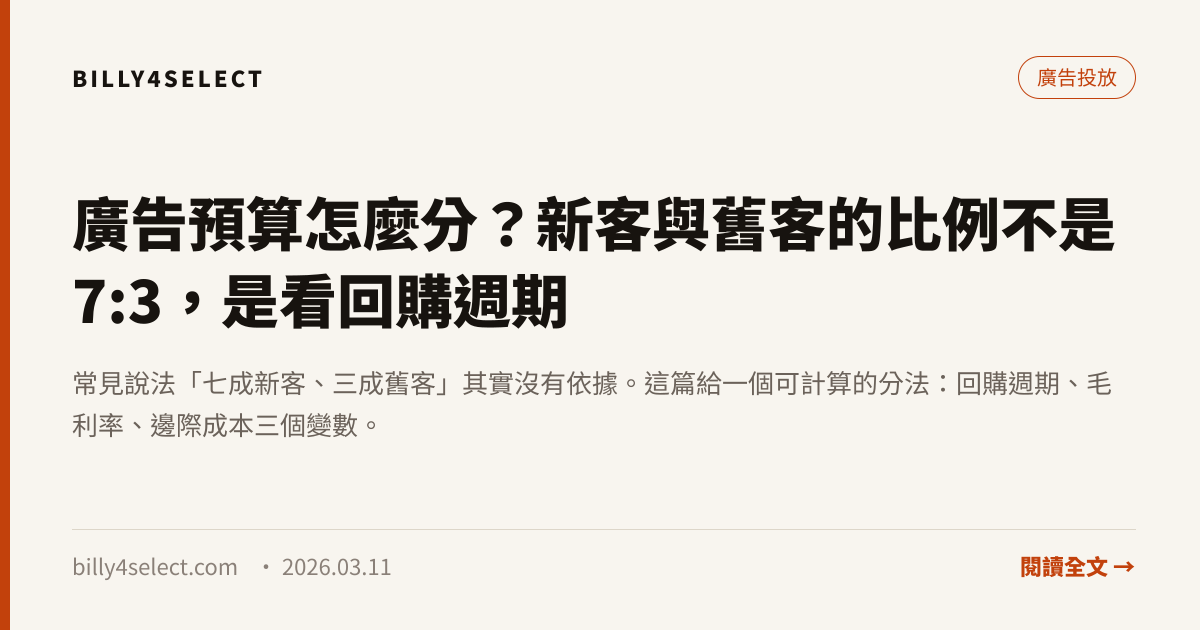 BILLY4SELECT
廣告投放
廣告預算怎麼分？新客與舊客的比例不是
7:3，是看回購週期
常見說法「七成新客、三成舊客」其實沒有依據。這篇給一個可計算的分法：回購週期、毛
利率、邊際成本三個變數。
billy4select.com ・ 2026.03.11
閱讀全文 →